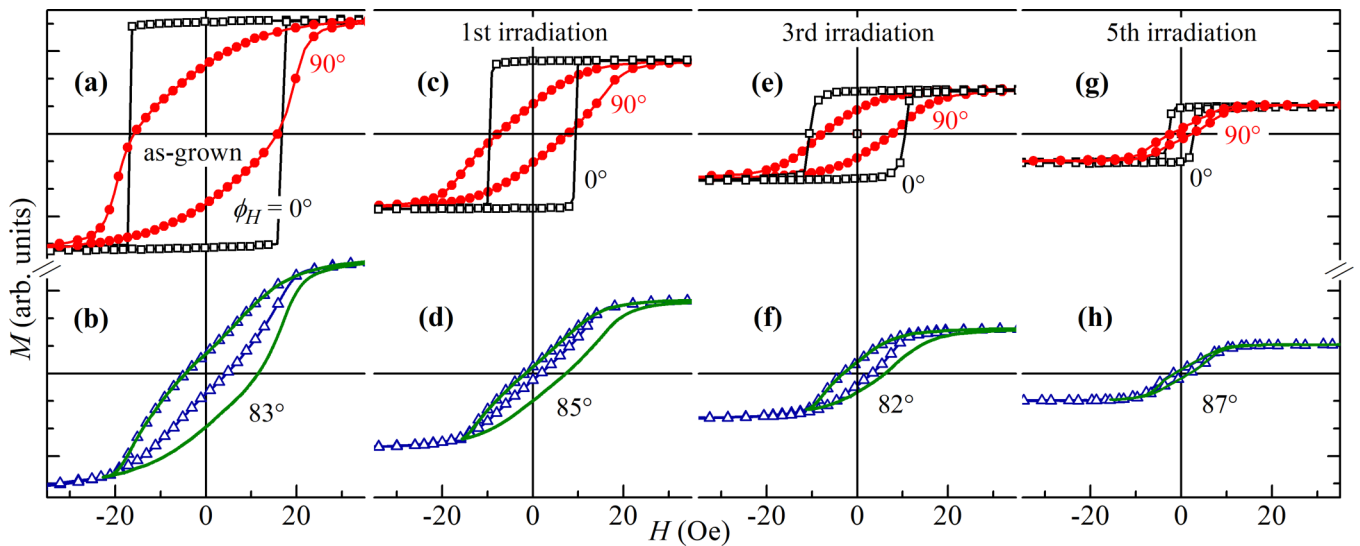 1st irradiation
3rd irradiation
5th irradiation
(a)
(c)
(e)
(g)
90°
90°
90°
90°
as-grown
0°
0°
0°
ϕH = 0°
M (arb. units)
(b)
(d)
(f)
(h)
83°
85°
82°
87°
-20
0
20
-20
0
20
-20
0
20
-20
0
20
H (Oe)